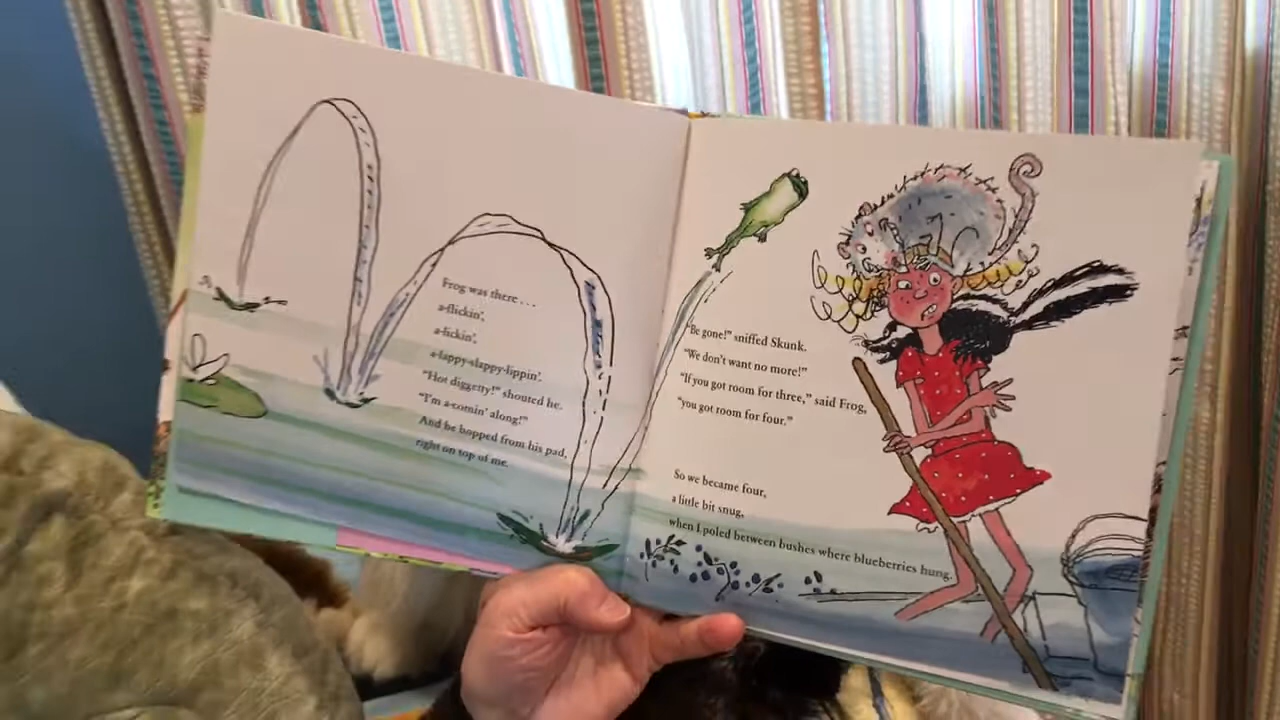 Frog was there . . .
a-flickin',
a-lickin',
a-lappy-slappy-lippin'.
"Hot diggetty!" shouted he.
"I'm a-comin' along!"
And he hopped from his pad,
right on top of me.
"Be gone!" sniffed Skunk.
"We don't want no more!"
"If you got room for three," said Frog,
"you got room for four."
So we became four,
a little bit snug,
when I poled between bushes where blueberries hung.